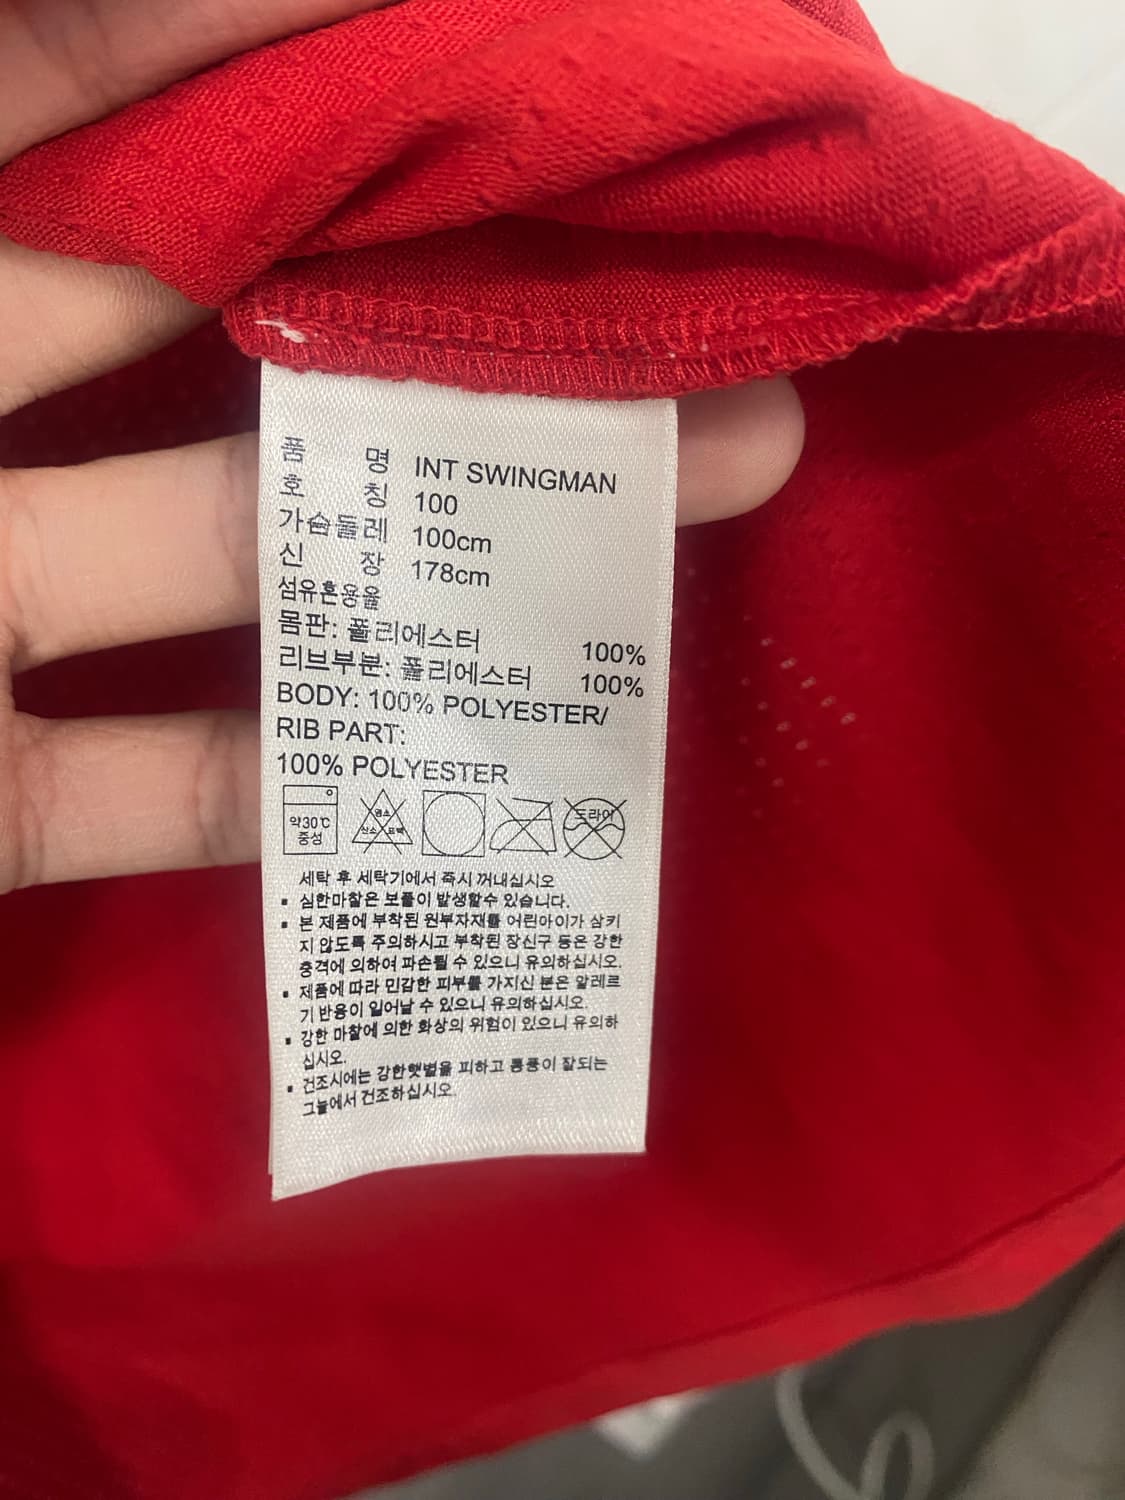 품 명 INT SWINGMAN
호 칭 100
가슴둘레 100cm
신 장 178cm
섬유혼용율
몸판: 폴리에스터 100%
리브부분: 폴리에스터 100%
BODY: 100% POLYESTER/
RIB PART:
100% POLYESTER
약30℃
중성
염소
산소 표백
드라이
세탁 후 세탁기에서 즉시 꺼내십시오
▪ 심한마찰은 보풀이 발생할수 있습니다.
▪ 본 제품에 부착된 원부자재를 어린아이가 삼키
지 않도록 주의하시고 부착된 장신구 등은 강한
충격에 의하여 파손될 수 있으니 유의하십시오.
▪ 제품에 따라 민감한 피부를 가지신 분은 알레르
기 반응이 일어날 수 있으니 유의하십시오.
▪ 강한 마찰에 의한 화상의 위험이 있으니 유의하
십시오.
▪ 건조시에는 강한햇볕을 피하고 통풍이 잘되는
그늘에서 건조하십시오.